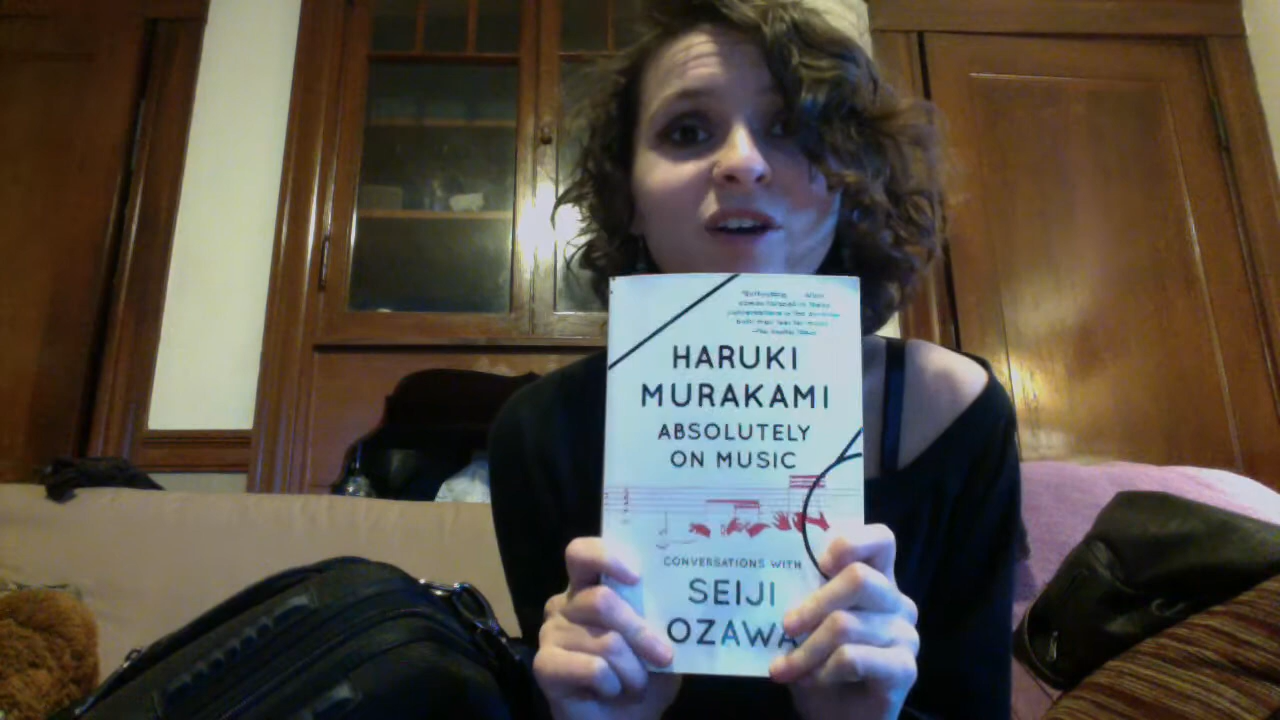 HARUKI
MURAKAMI
ABSOLUTELY
ON MUSIC
CONVERSATIONS WITH
SEIJI
OZAWA